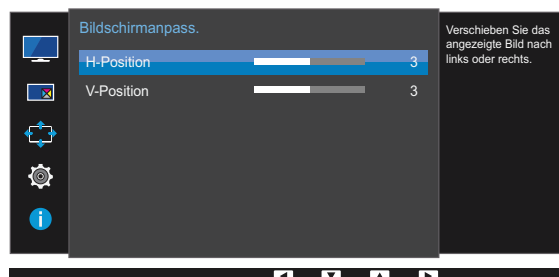 Bildschirmanpass.
H-Position 3
V-Position 3
Verschieben Sie das
angezeigte Bild nach
links oder rechts.